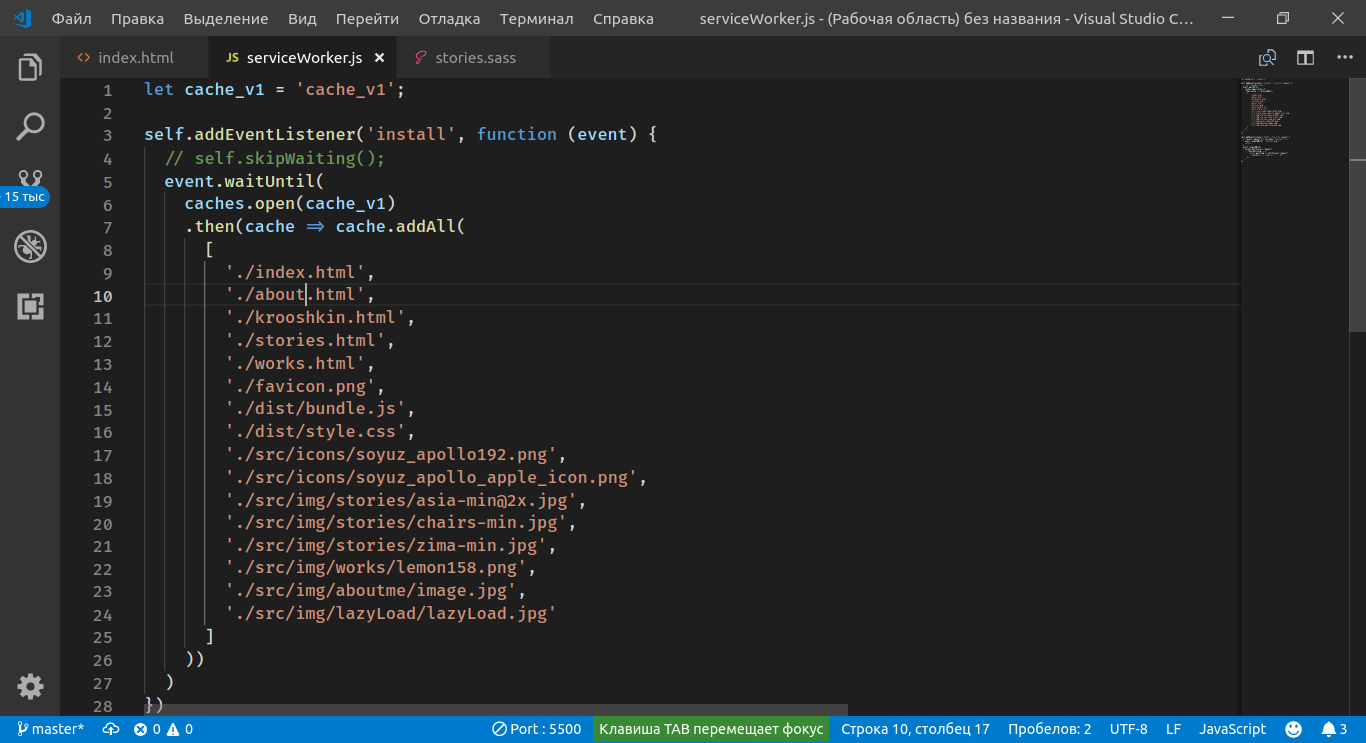 Файл Правка Выделение Вид Перейти Отладка Терминал Справка serviceWorker.js - (Рабочая область) без названия - Visual Studio C...
<> index.html JS serviceWorker.js × stories.sass
1 let cache_v1 = 'cache_v1';
2
3 self.addEventListener('install', function (event) {
4 // self.skipWaiting();
5 event.waitUntil(
6 caches.open(cache_v1)
7 .then(cache => cache.addAll(
8 [
9 './index.html',
10 './about.html',
11 './krooshkin.html',
12 './stories.html',
13 './works.html',
14 './favicon.png',
15 './dist/bundle.js',
16 './dist/style.css',
17 './src/icons/soyuz_apollo192.png',
18 './src/icons/soyuz_apollo_apple_icon.png',
19 './src/img/stories/asia-min@2x.jpg',
20 './src/img/stories/chairs-min.jpg',
21 './src/img/stories/zima-min.jpg',
22 './src/img/works/lemon158.png',
23 './src/img/aboutme/image.jpg',
24 './src/img/lazyLoad/lazyLoad.jpg'
25 ]
26 ))
27 )
28 })
15 тыс
master* 0 0 Port : 5500 Клавиша TAB перемещает фокус Строка 10, столбец 17 Пробелов: 2 UTF-8 LF JavaScript 3